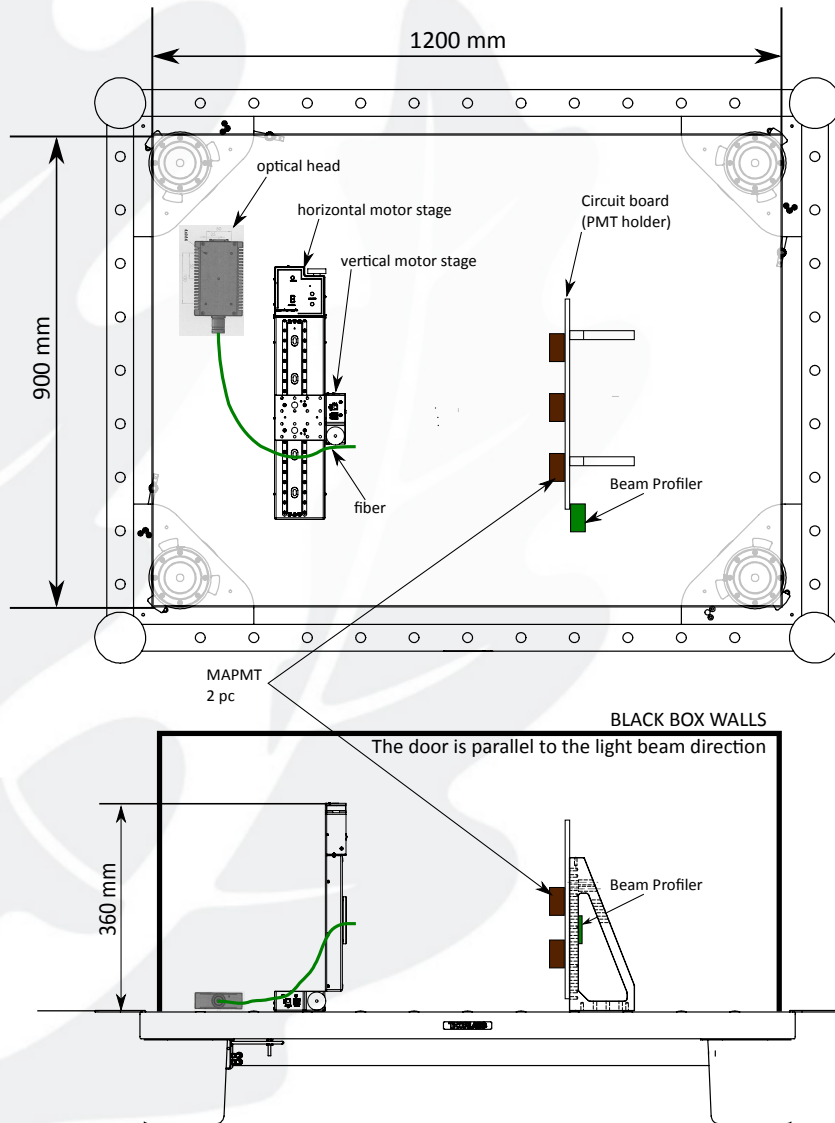 1200 mm
900 mm
optical head
horizontal motor stage
vertical motor stage
Circuit board
(PMT holder)
fiber
Beam Profiler
MAPMT
2 pc
BLACK BOX WALLS
The door is parallel to the light beam direction
360 mm
Beam Profiler